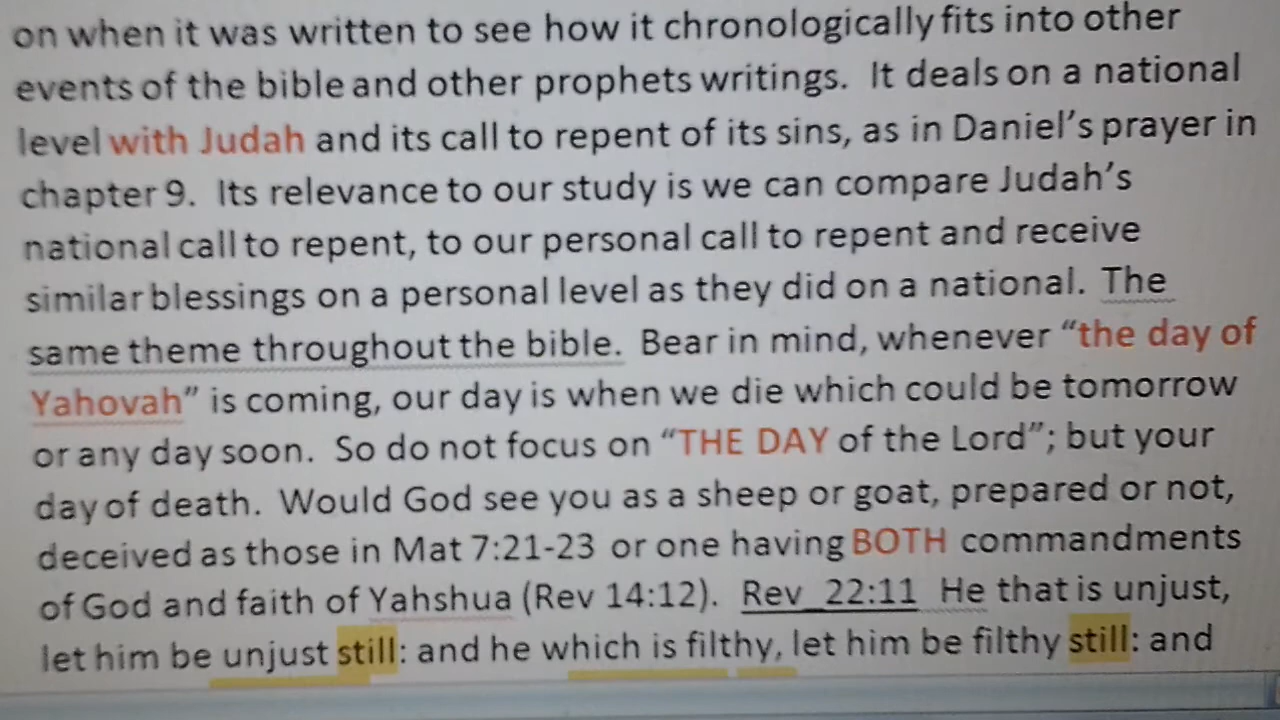 on when it was written to see how it chronologically fits into other
events of the bible and other prophets writings.  It deals on a national
level with Judah and its call to repent of its sins, as in Daniel's prayer in
chapter 9.  Its relevance to our study is we can compare Judah's
national call to repent, to our personal call to repent and receive
similar blessings on a personal level as they did on a national. The
same theme throughout the bible.  Bear in mind, whenever “the day of
Yahovah” is coming, our day is when we die which could be tomorrow
or any day soon.  So do not focus on “THE DAY of the Lord”; but your
day of death.  Would God see you as a sheep or goat, prepared or not,
deceived as those in Mat 7:21-23  or one having BOTH commandments
of God and faith of Yahshua (Rev 14:12).  Rev  22:11  He that is unjust,
let him be unjust still: and he which is filthy, let him be filthy still: and